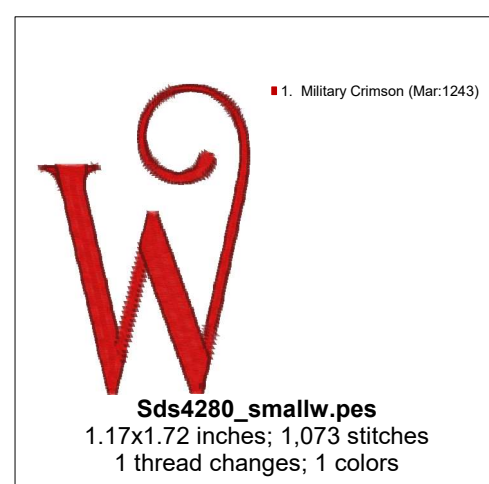 1. Military Crimson (Mar:1243)
W
Sds4280_smallw.pes
1.17x1.72 inches; 1,073 stitches
1 thread changes; 1 colors